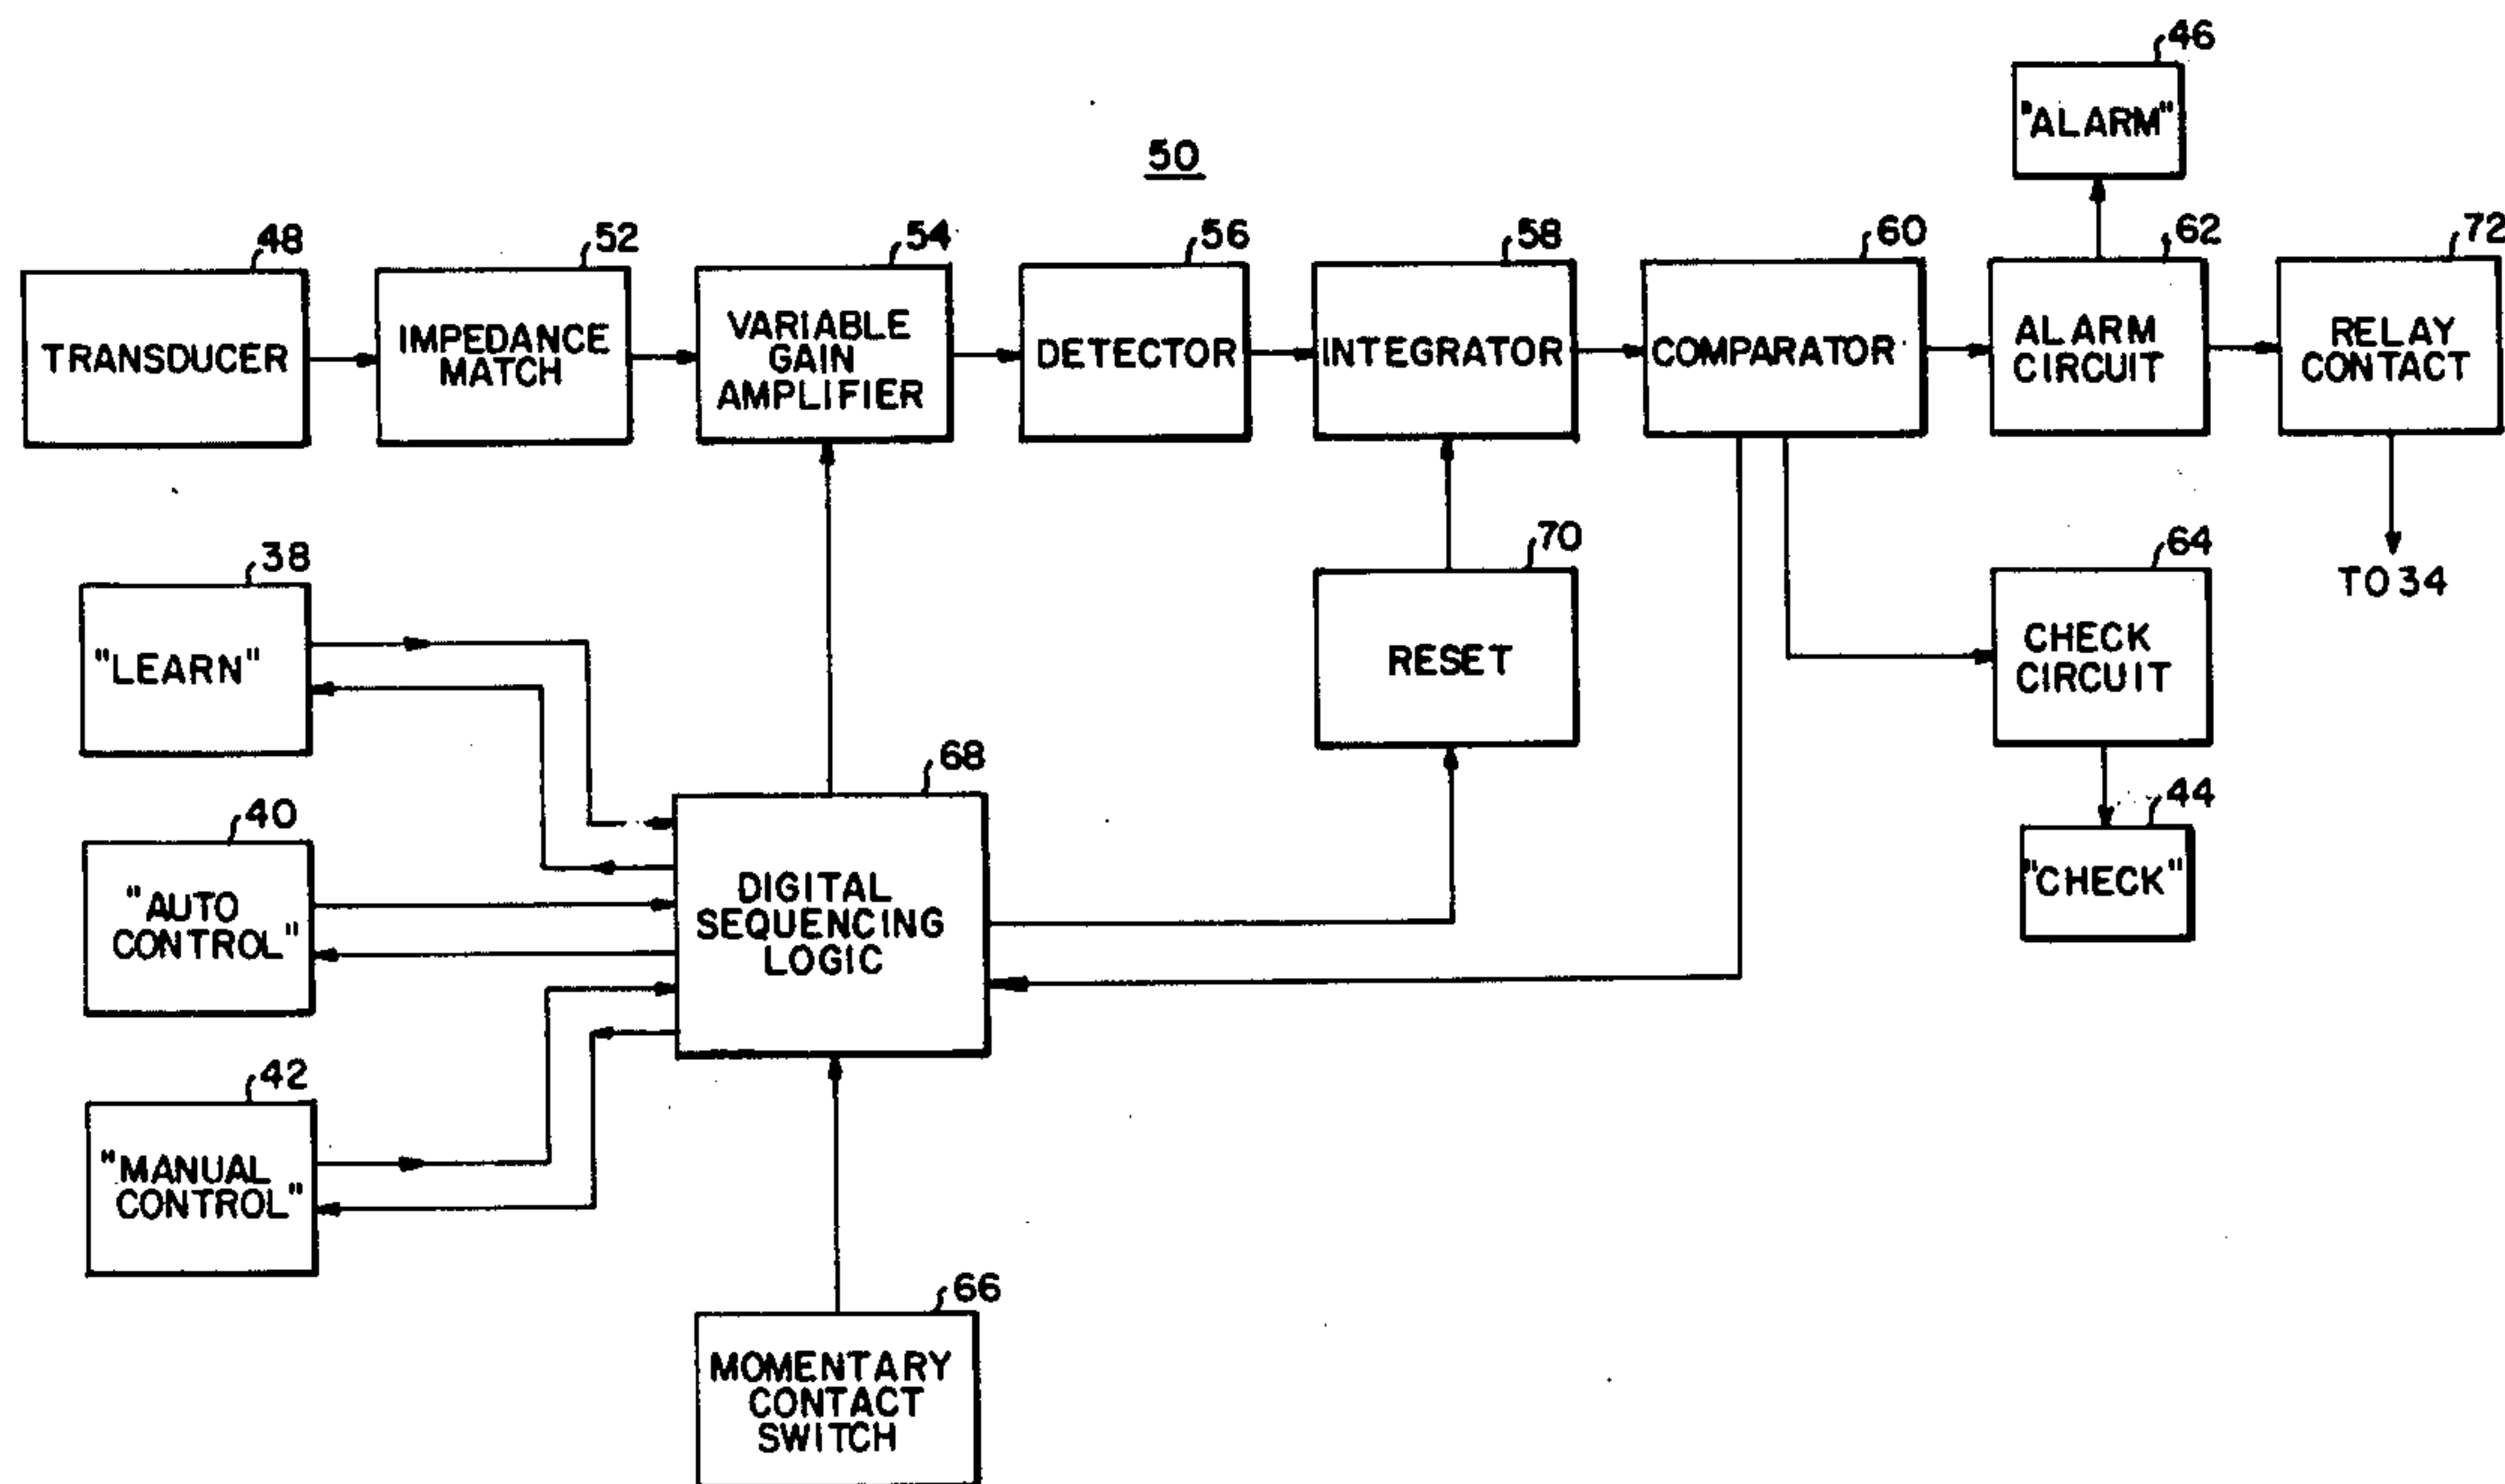 46
"ALARM"
50
48
TRANSDUCER
52
IMPEDANCE
MATCH
54
VARIABLE
GAIN
AMPLIFIER
56
DETECTOR
58
INTEGRATOR
60
COMPARATOR
62
ALARM
CIRCUIT
72
RELAY
CONTACT
TO 34
38
"LEARN"
70
RESET
64
CHECK
CIRCUIT
44
"CHECK"
40
"AUTO
CONTROL"
68
DIGITAL
SEQUENCING
LOGIC
42
"MANUAL
CONTROL"
66
MOMENTARY
CONTACT
SWITCH